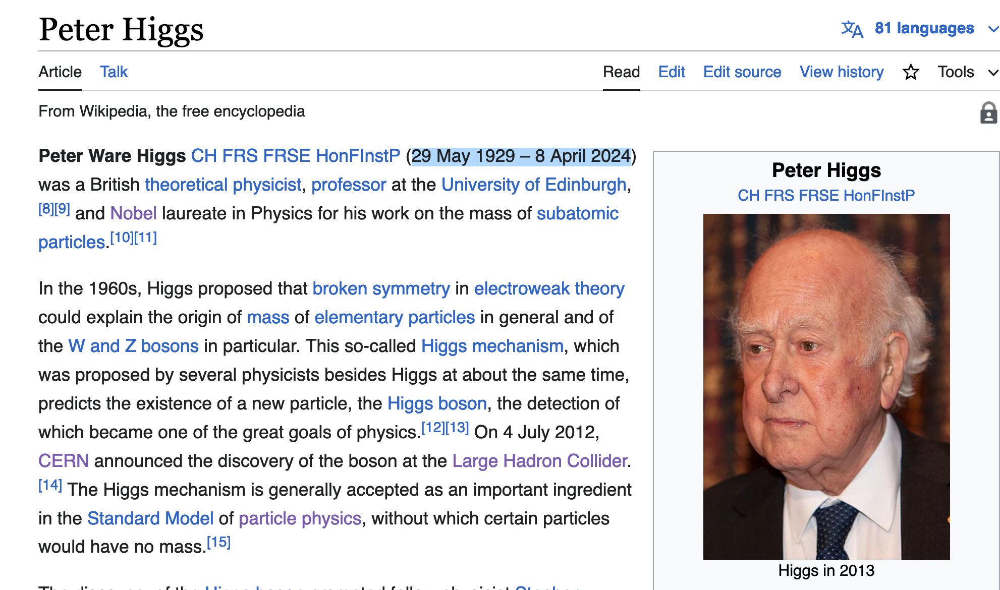 Peter Higgs
81 languages
Article Talk
Read Edit Edit source View history Tools
From Wikipedia, the free encyclopedia
Peter Ware Higgs CH FRS FRSE HonFInstP (29 May 1929 – 8 April 2024)
was a British theoretical physicist, professor at the University of Edinburgh,
[8][9] and Nobel laureate in Physics for his work on the mass of subatomic
particles.[10][11]
In the 1960s, Higgs proposed that broken symmetry in electroweak theory
could explain the origin of mass of elementary particles in general and of
the W and Z bosons in particular. This so-called Higgs mechanism, which
was proposed by several physicists besides Higgs at about the same time,
predicts the existence of a new particle, the Higgs boson, the detection of
which became one of the great goals of physics.[12][13] On 4 July 2012,
CERN announced the discovery of the boson at the Large Hadron Collider.
[14] The Higgs mechanism is generally accepted as an important ingredient
in the Standard Model of particle physics, without which certain particles
would have no mass.[15]
Peter Higgs
CH FRS FRSE HonFInstP
Higgs in 2013